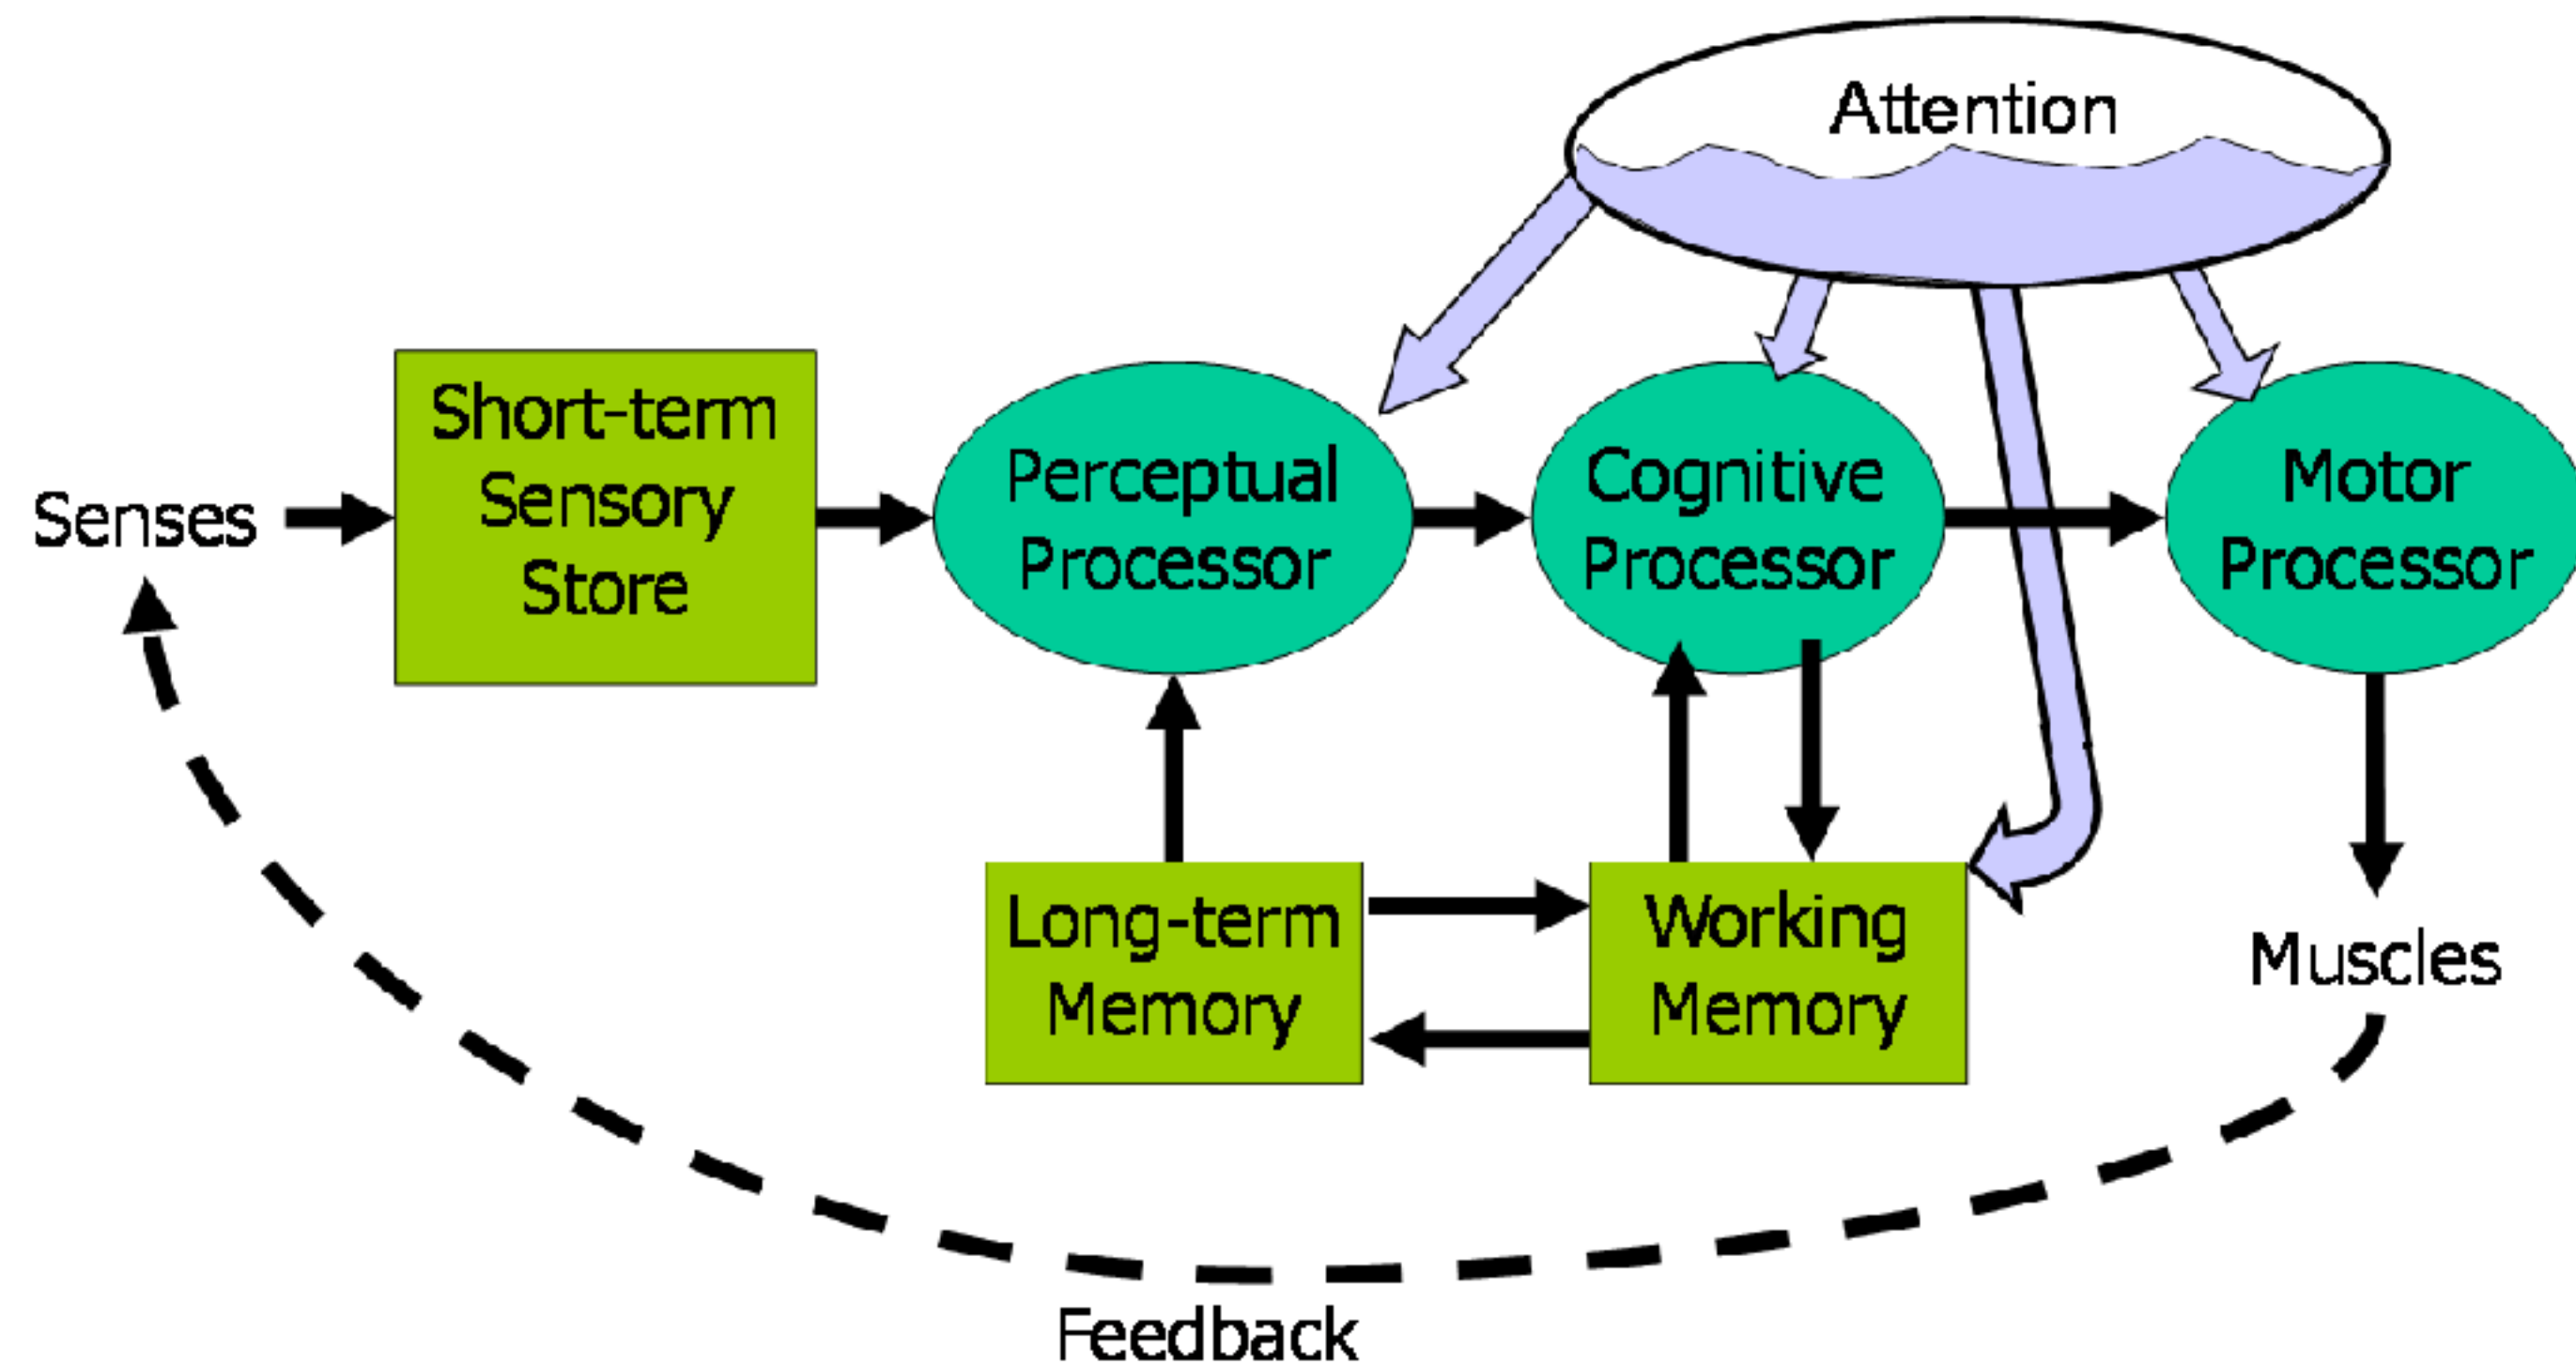 Attention
Senses
Short-term
Sensory
Store
Perceptual
Processor
Cognitive
Processor
Motor
Processor
Long-term
Memory
Working
Memory
Muscles
Feedback